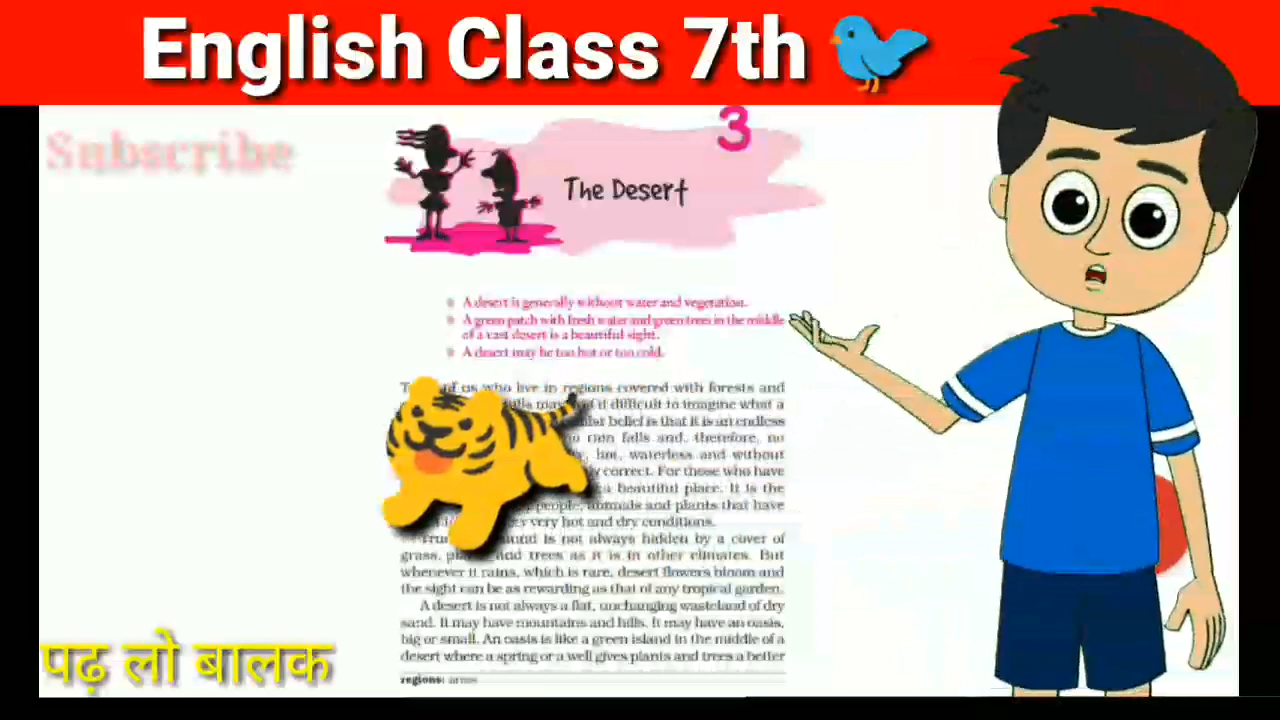 English Class 7th
Subscribe
3
The Desert
A desert is generally without water and vegetation.
A green patch with fresh water and green trees in the middle
of a vast desert is a beautiful sight.
A desert may be too hot or too cold.
of us who live in regions covered with forests and
it difficult to imagine what a
belief is that it is an endless
rain falls and, therefore, no
hot, waterless and without
correct. For those who have
a beautiful place. It is the
people, animals and plants that have
very hot and dry conditions.
is not always hidden by a cover of
grass, and trees as it is in other climates. But
whenever it rains, which is rare, desert flowers bloom and
the sight can be as rewarding as that of any tropical garden.
A desert is not always a flat, unchanging wasteland of dry
sand. It may have mountains and hills. It may have an oasis,
big or small. An oasis is like a green island in the middle of a
desert where a spring or a well gives plants and trees a better
regions: areas
पढ़ लो बालक